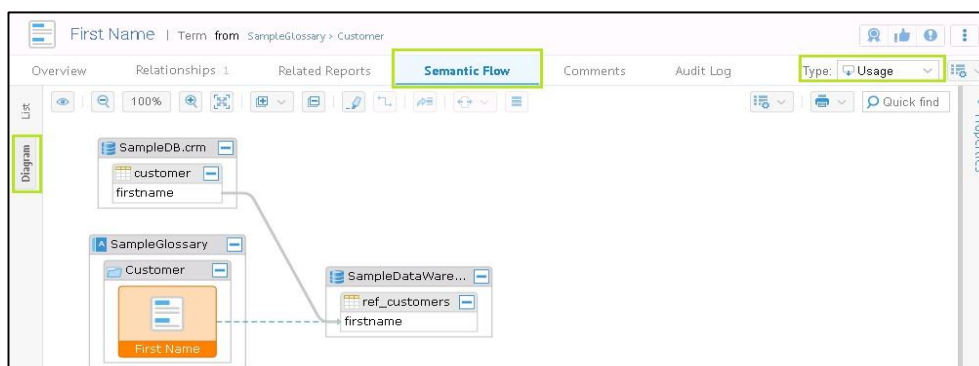 First Name | Term from SampleGlossary › Customer
Overview Relationships 1 Related Reports Semantic Flow Comments Audit Log Type: Usage
List
Diagram
100%
Quick find
Properties
SampleDB.crm
customer
firstname
SampleGlossary
Customer
First Name
SampleDataWare...
ref_customers
firstname